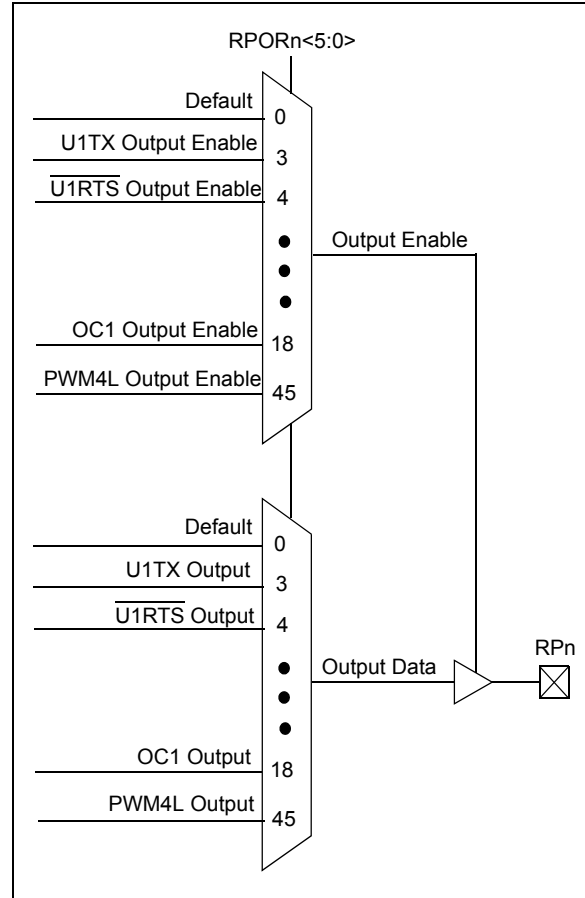 RPORn<5:0>
Default
0
U1TX Output Enable
3
U1RTS Output Enable
4
Output Enable
OC1 Output Enable
18
PWM4L Output Enable
45
Default
0
U1TX Output
3
U1RTS Output
4
RPn
Output Data
OC1 Output
18
PWM4L Output
45